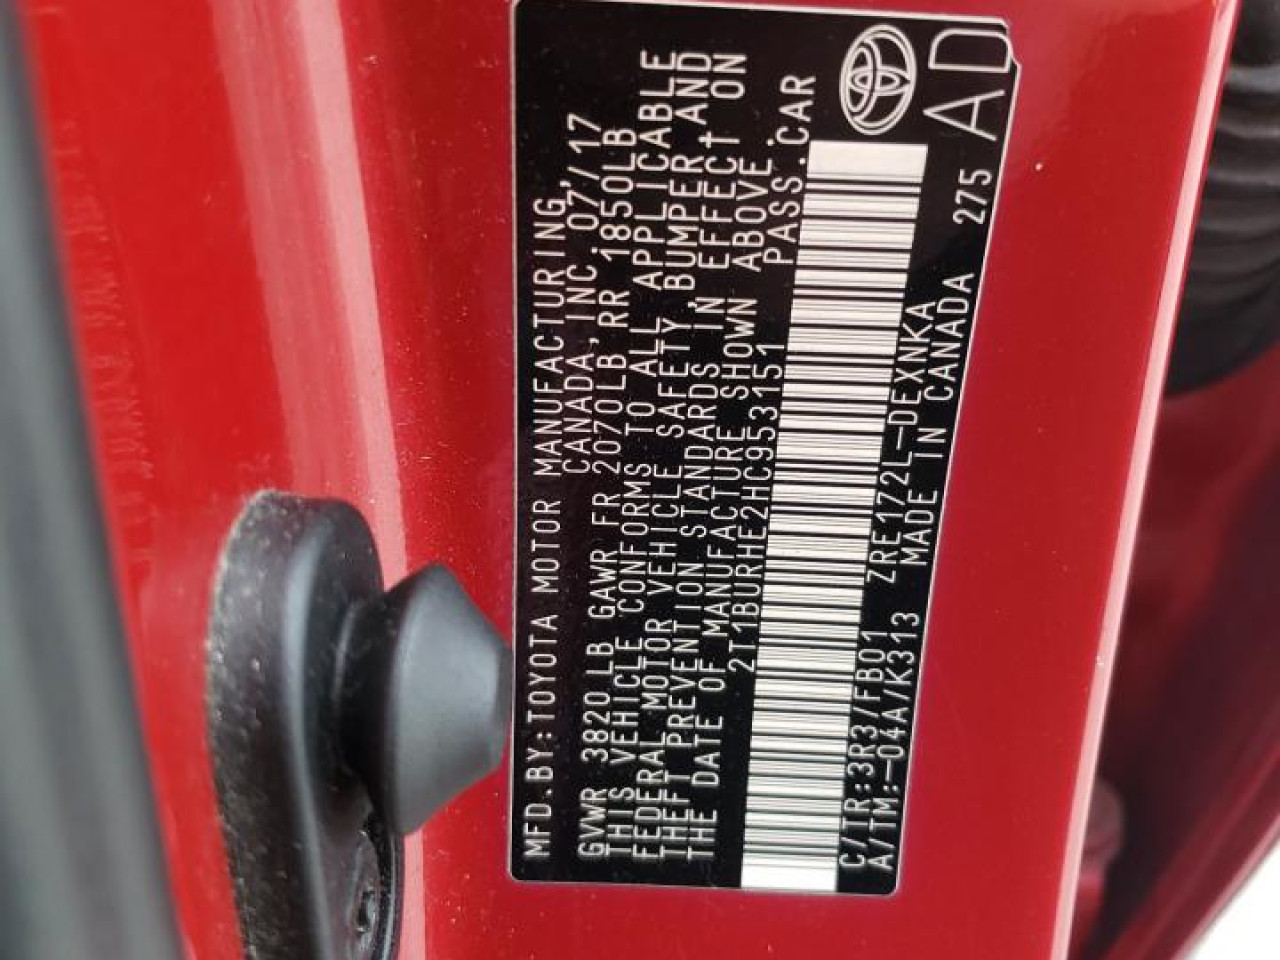 MFD.BY:TOYOTA MOTOR MANUFACTURING,
CANADA, INC. 07/17
GVWR 3820LB GAWR FR 2070LB RR 1850LB
THIS VEHICLE CONFORMS TO ALL APPLICABLE
FEDERAL MOTOR VEHICLE SAFETY,BUMPER,AND
THEFT PREVENTION STANDARDS IN EFFECT ON
THE DATE OF MANUFACTURE SHOWN ABOVE.
2T1BURHE2HC953151 PASS.CAR
C/TR:3R3/FB01 ZRE172L-DEXNKA
A/TM:-04A/K313 MADE IN CANADA 275
AD